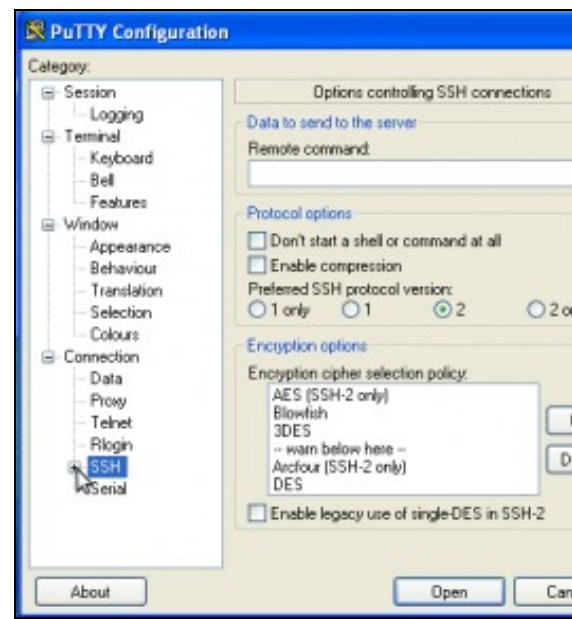 PuTTY Configuration
Category:
Session
Logging
Terminal
Keyboard
Bell
Features
Window
Appearance
Behaviour
Translation
Selection
Colours
Connection
Data
Proxy
Telnet
Rlogin
SSH
Serial
Options controlling SSH connections
Data to send to the server
Remote command:
Protocol options
Don't start a shell or command at all
Enable compression
Preferred SSH protocol version:
1 only 1 2 2
Encryption options
Encryption cipher selection policy:
AES (SSH-2 only)
Blowfish
3DES
-- warn below here --
Arcfour (SSH-2 only)
DES
Enable legacy use of single-DES in SSH-2
About Open